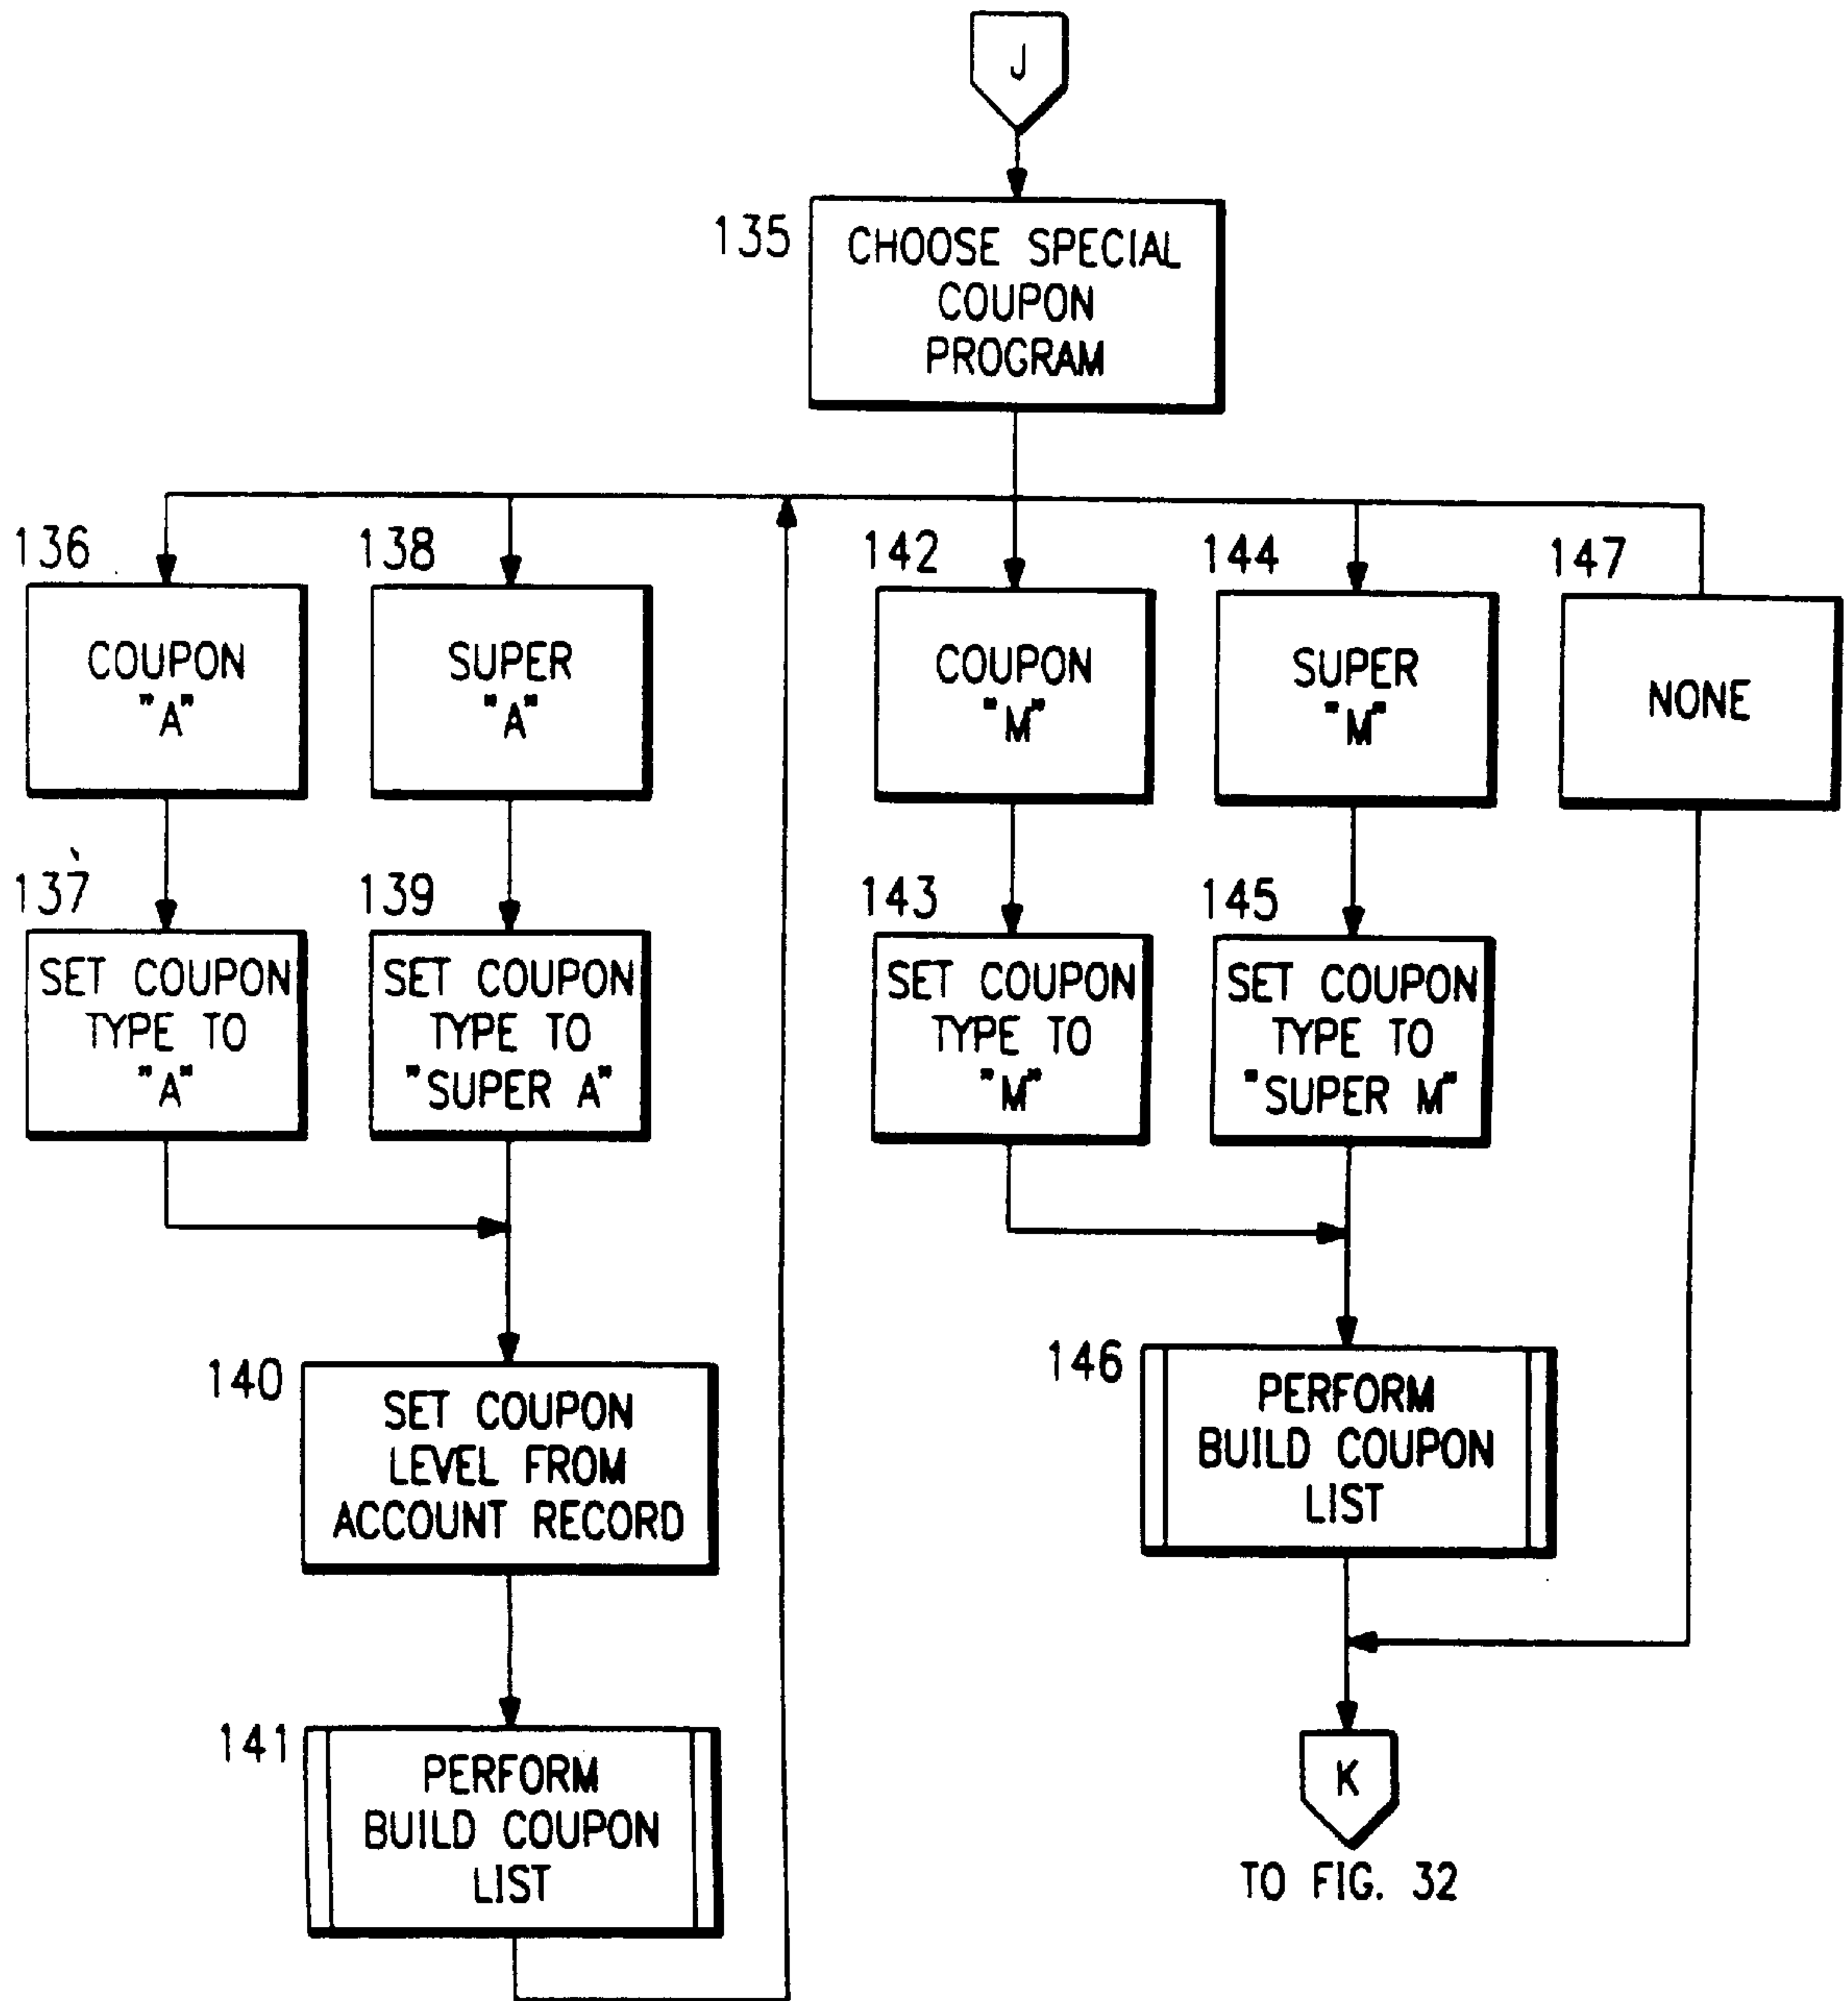 J
135
CHOOSE SPECIAL
COUPON
PROGRAM
136
COUPON
"A"
138
SUPER
"A"
142
COUPON
"M"
144
SUPER
"M"
147
NONE
137
SET COUPON
TYPE TO
"A"
139
SET COUPON
TYPE TO
"SUPER A"
143
SET COUPON
TYPE TO
"M"
145
SET COUPON
TYPE TO
"SUPER M"
140
SET COUPON
LEVEL FROM
ACCOUNT RECORD
146
PERFORM
BUILD COUPON
LIST
141
PERFORM
BUILD COUPON
LIST
K
TO FIG. 32